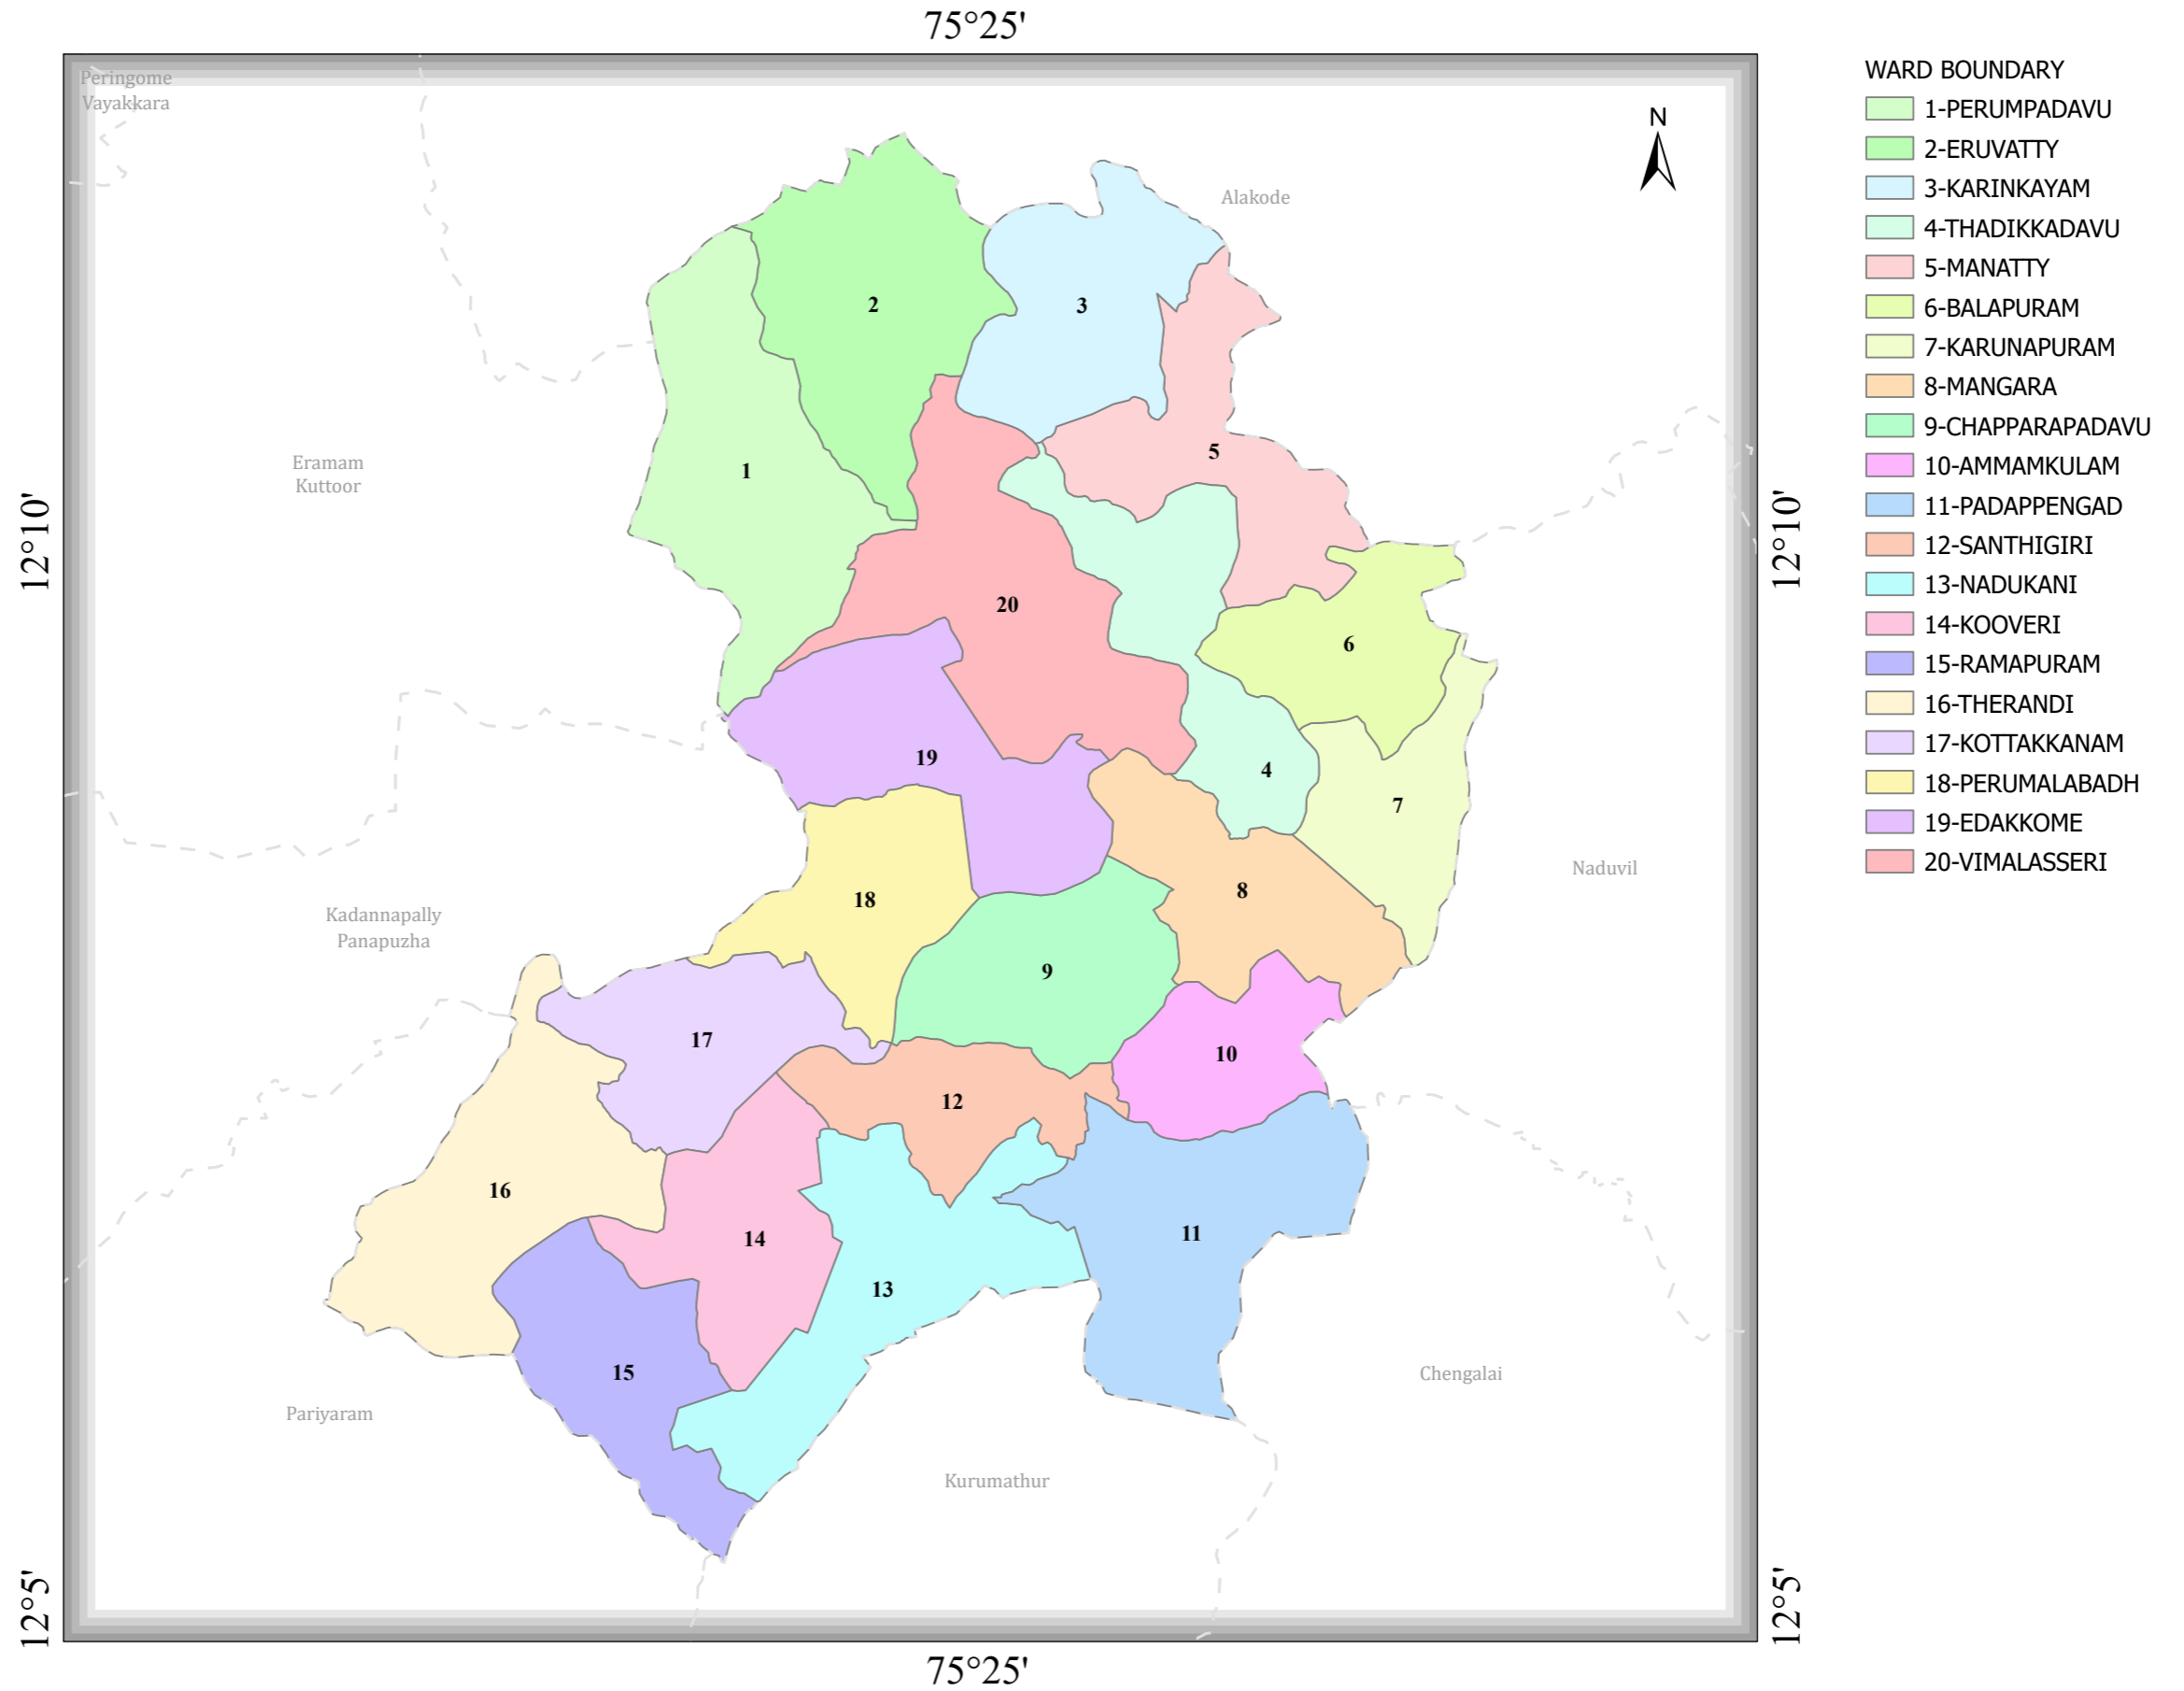 75°25'
Peringome
Vayakkara
N
Alakode
2
3
5
1
Eramam
Kuttoor
12°10'
12°10'
20
6
19
4
7
Naduvil
18
8
Kadannapally
Panapuzha
9
17
10
12
16
14
11
13
15
Chengalai
Pariyaram
Kurumathur
12°5'
12°5'
75°25'
WARD BOUNDARY
1-PERUMPADAVU
2-ERUVATTY
3-KARINKAYAM
4-THADIKKADAVU
5-MANATTY
6-BALAPURAM
7-KARUNAPURAM
8-MANGARA
9-CHAPPARAPADAVU
10-AMMAMKULAM
11-PADAPPENGAD
12-SANTHIGIRI
13-NADUKANI
14-KOOVERI
15-RAMAPURAM
16-THERANDI
17-KOTTAKKANAM
18-PERUMALABADH
19-EDAKKOME
20-VIMALASSERI